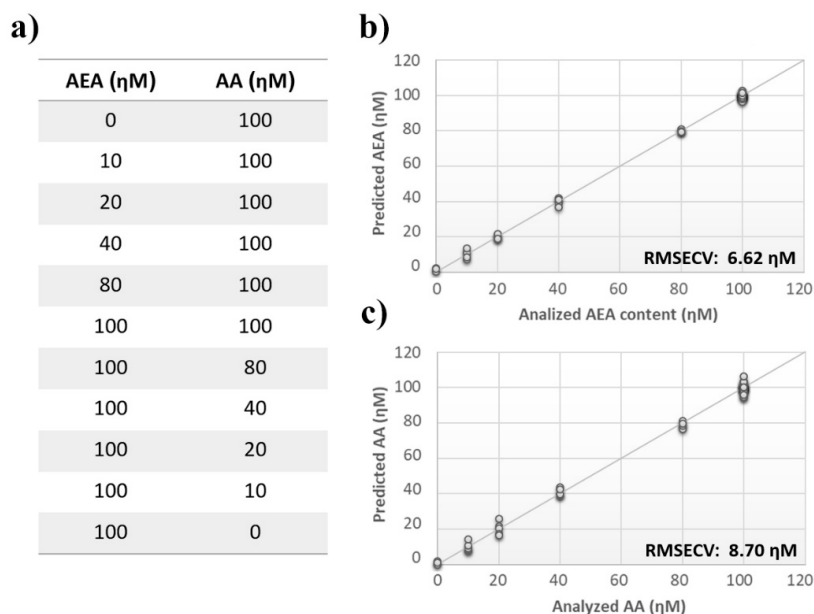 a)
AEA (ηM) AA (ηM)
0 100
10 100
20 100
40 100
80 100
100 100
100 80
100 40
100 20
100 10
100 0
b)
Predicted AEA (ηM)
120
100
80
60
40
20
0
RMSECV: 6.62 ηM
0 20 40 60 80 100 120
Analized AEA content (ηM)
c)
Predicted AA (ηM)
120
100
80
60
40
20
0
RMSECV: 8.70 ηM
0 20 40 60 80 100 120
Analyzed AA (ηM)